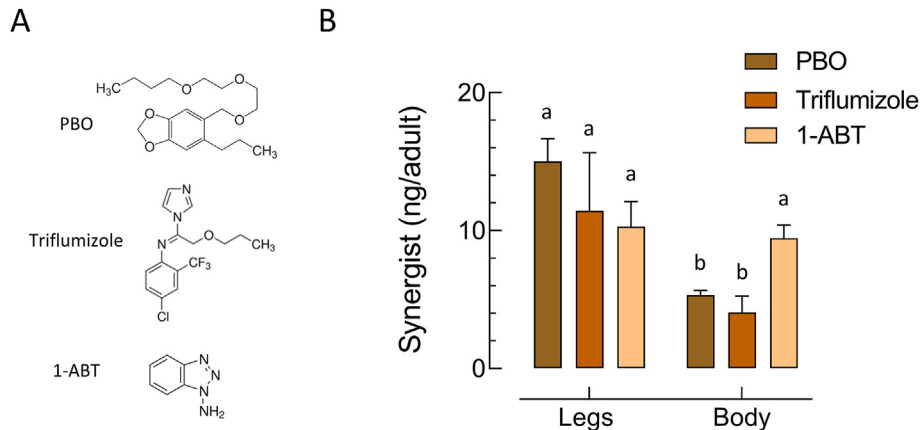 A
H₃C
O
O
O
O
O
CH₃
PBO
N
N
Triflumizole
N
O
CH₃
CF₃
Cl
1-ABT
N
N
N
NH₂
B
PBO
Triflumizole
1-ABT
Synergist (ng/adult)
20
10
0
a
a
a
b
b
a
Legs
Body